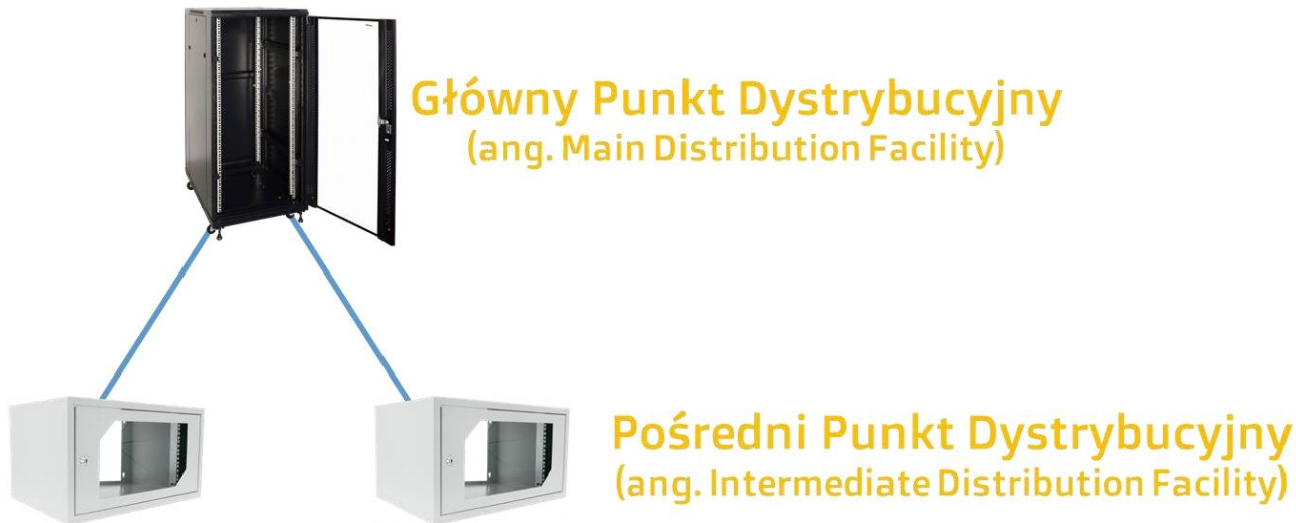 Główny Punkt Dystrybucyjny
(ang. Main Distribution Facility)
Pośredni Punkt Dystrybucyjny
(ang. Intermediate Distribution Facility)